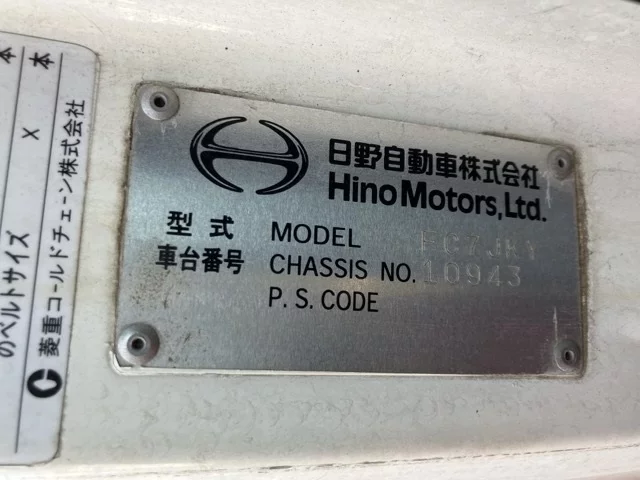 日野自動車株式会社
Hino Motors, Ltd.
型式 MODEL FC7JKY
車台番号 CHASSIS NO. 10943
P. S. CODE
本 X 本
のベルトサイズ
菱重コールドチェーン株式会社